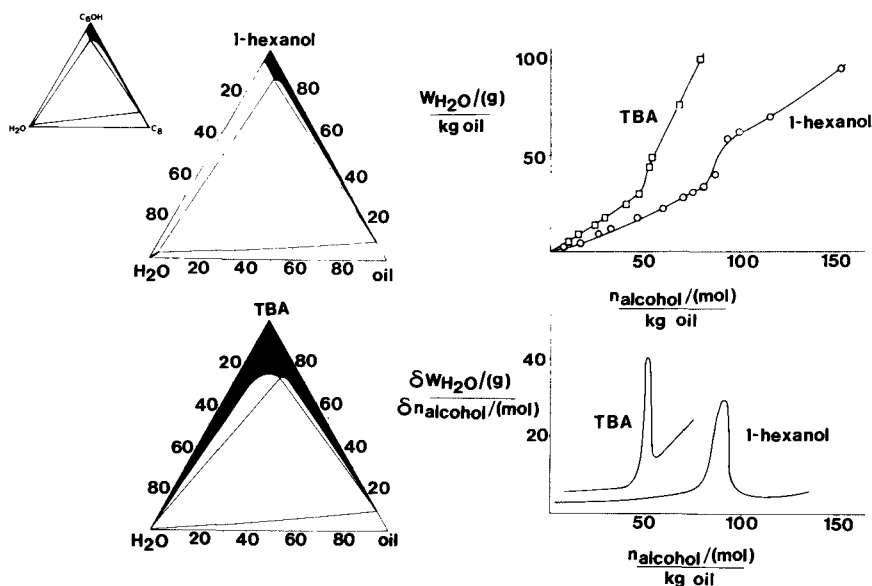 C₆OH
H₂O
C₈
1-hexanol
20
80
40
60
60
40
80
20
H₂O
20
40
60
80
oil
TBA
20
80
40
60
60
40
80
20
H₂O
20
40
60
80
oil
WH₂O/(g)
kg oil
100
50
TBA
1-hexanol
50
100
150
nalcohol/(mol)
kg oil
δWH₂O/(g)
δnalcohol/(mol)
40
20
TBA
1-hexanol
50
100
150
nalcohol/(mol)
kg oil